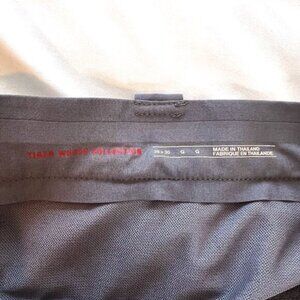 TIGER WOODS COLLECTION
G G
MADE IN THAILAND
FABRIQUE EN THAILANDE